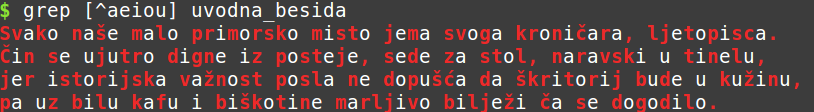 $ grep [^aeiou] uvodna_besida
Svako naše malo primorsko misto jema svoga kroničara, ljetopisca.
Čin se ujutro digne iz posteje, sede za stol, naravski u tinelu,
jer istorijska važnost posla ne dopušća da škritorij bude u kužinu,
pa uz bilu kafu i biškotine marljivo bilježi ča se dogodilo.